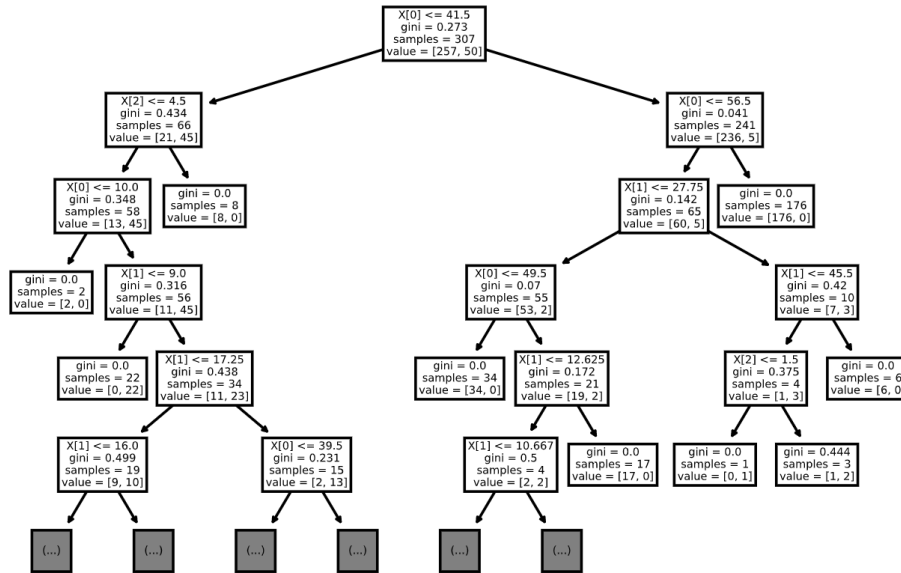 X[0] <= 41.5
gini = 0.273
samples = 307
value = [257, 50]
X[2] <= 4.5
gini = 0.434
samples = 66
value = [21, 45]
X[0] <= 56.5
gini = 0.041
samples = 241
value = [236, 5]
X[0] <= 10.0
gini = 0.348
samples = 58
value = [13, 45]
gini = 0.0
samples = 8
value = [8, 0]
X[1] <= 27.75
gini = 0.142
samples = 65
value = [60, 5]
gini = 0.0
samples = 176
value = [176, 0]
gini = 0.0
samples = 2
value = [2, 0]
X[1] <= 9.0
gini = 0.316
samples = 56
value = [11, 45]
X[0] <= 49.5
gini = 0.07
samples = 55
value = [53, 2]
X[1] <= 45.5
gini = 0.42
samples = 10
value = [7, 3]
gini = 0.0
samples = 22
value = [0, 22]
X[1] <= 17.25
gini = 0.438
samples = 34
value = [11, 23]
gini = 0.0
samples = 34
value = [34, 0]
X[1] <= 12.625
gini = 0.172
samples = 21
value = [19, 2]
X[2] <= 1.5
gini = 0.375
samples = 4
value = [1, 3]
gini = 0.0
samples = 6
value = [6, 0]
X[1] <= 16.0
gini = 0.499
samples = 19
value = [9, 10]
X[0] <= 39.5
gini = 0.231
samples = 15
value = [2, 13]
X[1] <= 10.667
gini = 0.5
samples = 4
value = [2, 2]
gini = 0.0
samples = 17
value = [17, 0]
gini = 0.0
samples = 1
value = [0, 1]
gini = 0.444
samples = 3
value = [1, 2]
(...)
(...)
(...)
(...)
(...)
(...)